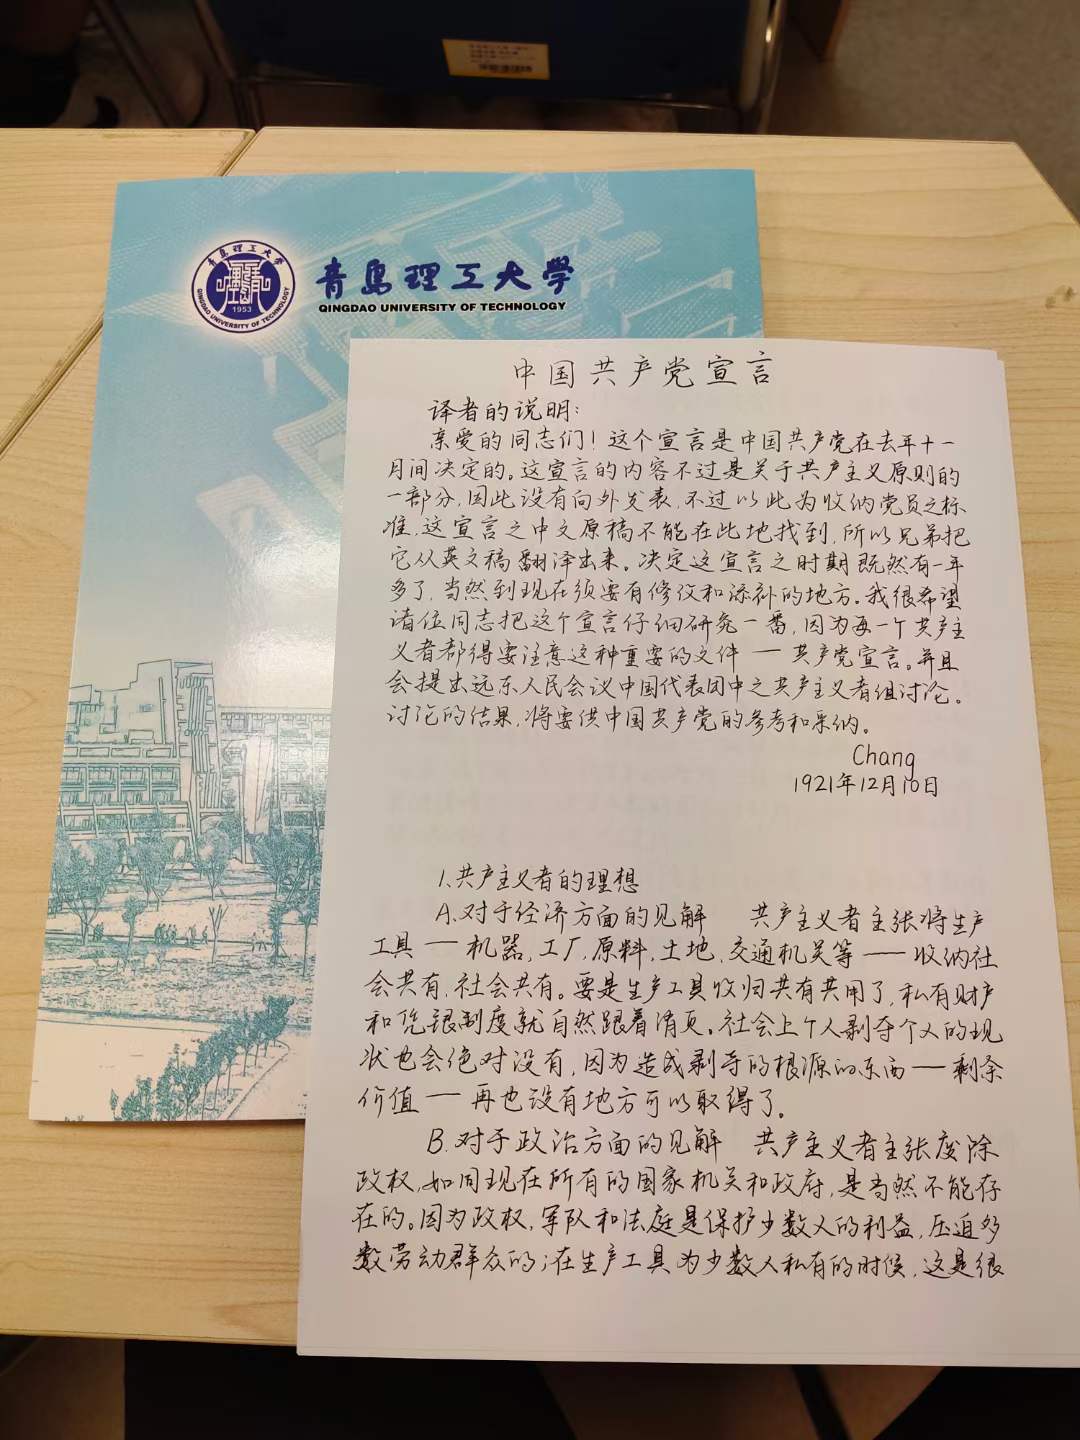 青岛理工大学
QINGDAO UNIVERSITY OF TECHNOLOGY
青岛理工大学
1953
QINGDAO UNIVERSITY OF TECHNOLOGY
中国共产党宣言
译者的说明:
亲爱的同志们!这个宣言是中国共产党在去年十一
月间决定的。这宣言的内容不过是关于共产主义原则的
一部分,因此没有向外发表,不过以此为收纳党员之标
准,这宣言之中文原稿不能在此地找到,所以兄弟把
它从英文稿翻译出来。决定这宣言之时期既然有一年
多了,当然到现在须要有修改和添补的地方。我很希望
诸位同志把这个宣言仔细研究一番,因为每一个共产主
义者都得要注意这种重要的文件——共产党宣言。并且
会提出远东人民会议中国代表团中之共产主义者组讨论。
讨论的结果,将要供中国共产党的参考和采纳。
Chang
1921年12月10日
1.共产主义者的理想
A.对于经济方面的见解 共产主义者主张将生产
工具——机器,工厂,原料,土地,交通机关等——收纳社
会共有,社会共有。要是生产工具收归共有共用了,私有财产
和凭银制度就自然跟着消灭。社会上个人剥夺个人的现
状也会绝对没有,因为造成剥夺的根源的东西——剩余
价值——再也没有地方可以取得了。
B.对于政治方面的见解 共产主义者主张废除
政权,如同现在所有的国家机关和政府,是当然不能存
在的。因为政权,军队和法庭是保护少数人的利益,压迫多
数劳动群众的;在生产工具为少数人私有的时候,这是很